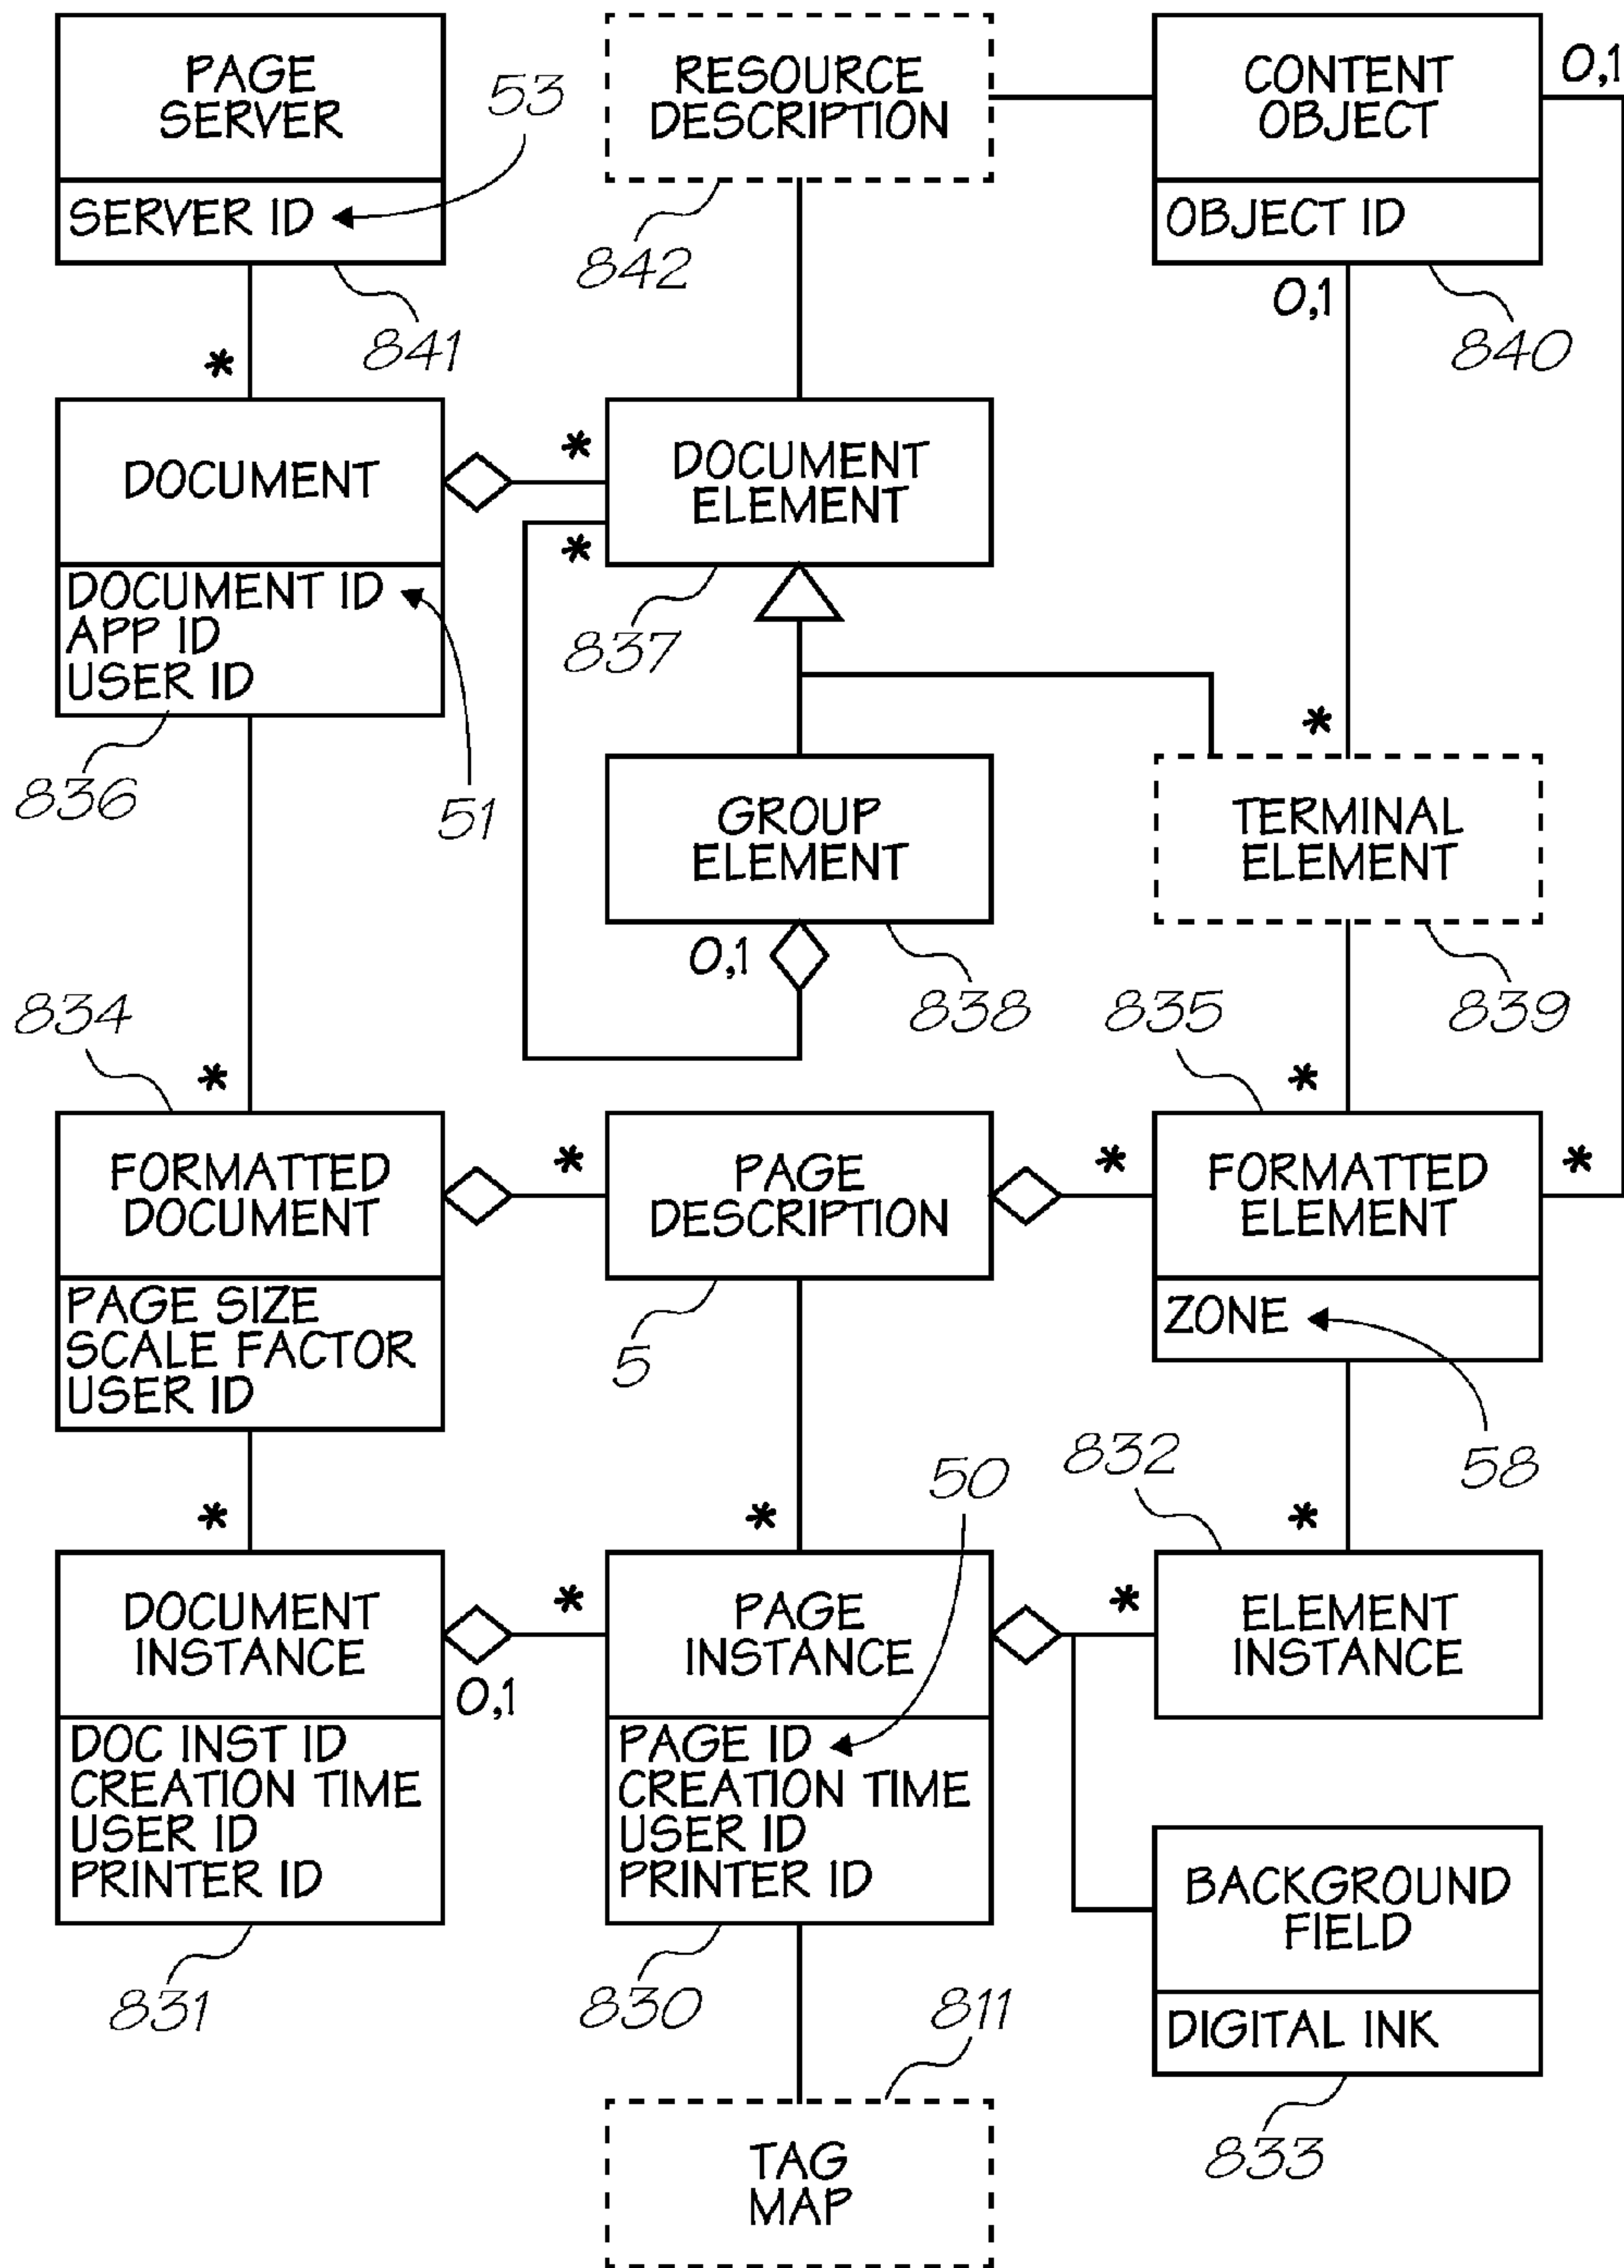 PAGE
SERVER
SERVER ID
53
841
RESOURCE
DESCRIPTION
842
CONTENT
OBJECT
OBJECT ID
0,1
0,1
840
*
DOCUMENT
DOCUMENT ID
APP ID
USER ID
836
51
*
*
DOCUMENT
ELEMENT
837
GROUP
ELEMENT
0,1
838
*
TERMINAL
ELEMENT
839
834
*
FORMATTED
DOCUMENT
PAGE SIZE
SCALE FACTOR
USER ID
*
PAGE
DESCRIPTION
5
835
*
*
FORMATTED
ELEMENT
*
ZONE
58
*
DOCUMENT
INSTANCE
0,1
DOC INST ID
CREATION TIME
USER ID
PRINTER ID
831
*
*
50
PAGE
INSTANCE
PAGE ID
CREATION TIME
USER ID
PRINTER ID
830
832
*
*
ELEMENT
INSTANCE
BACKGROUND
FIELD
DIGITAL INK
833
811
TAG
MAP